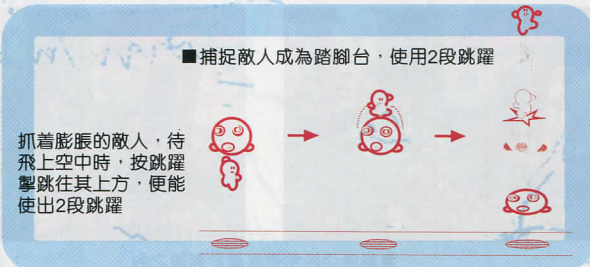 ■捕捉敵人成為踏腳台，使用2段跳躍
抓着膨脹的敵人，待
飛上空中時，按跳躍
掣跳往其上方，便能
使出2段跳躍